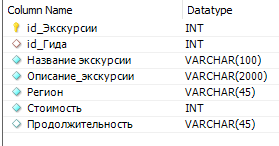 Column Name Datatype
id_Экскурсии INT
id_Гида INT
Название экскурсии VARCHAR(100)
Описание_экскурсии VARCHAR(2000)
Регион VARCHAR(45)
Стоимость INT
Продолжительность VARCHAR(45)